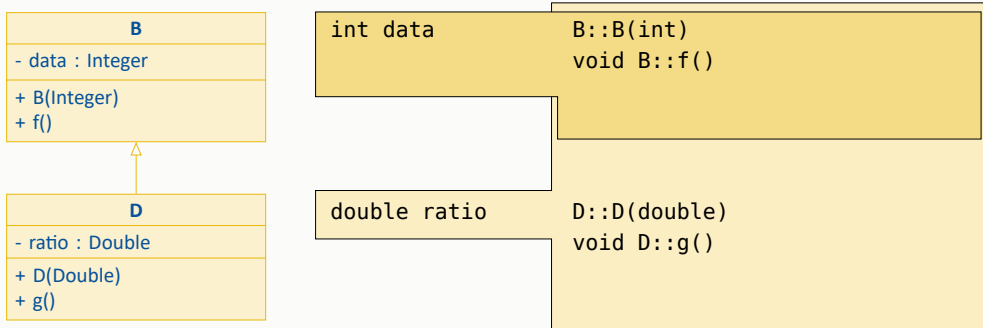 B
- data : Integer
+ B(Integer)
+ f()
D
- ratio : Double
+ D(Double)
+ g()
int data B::B(int)
void B::f()
double ratio D::D(double)
void D::g()